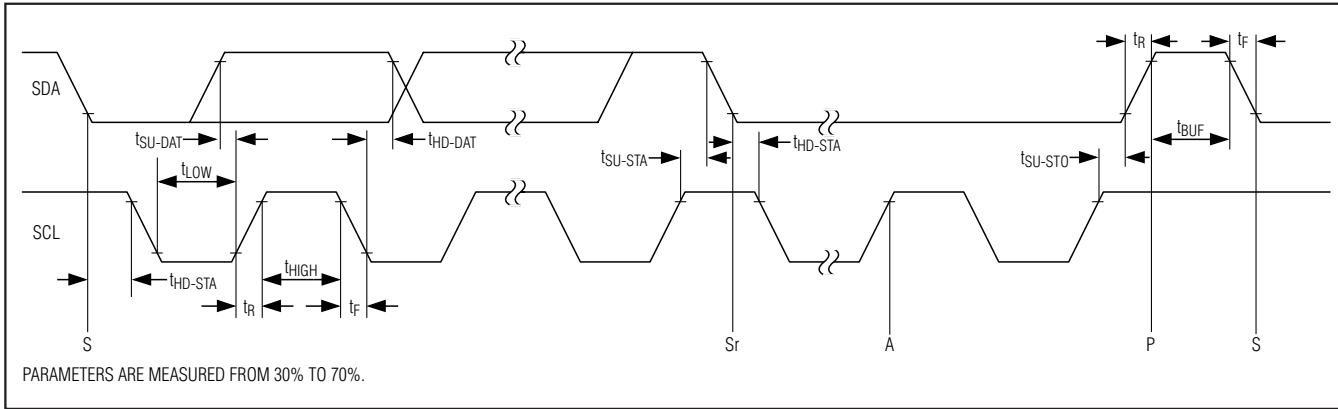 tR
tF
SDA
tSU-DAT
tHD-DAT
tBUF
tLOW
tSU-STA
tHD-STA
tSU-STO
SCL
tHD-STA
tHIGH
tR
tF
S
Sr
A
P
S
PARAMETERS ARE MEASURED FROM 30% TO 70%.